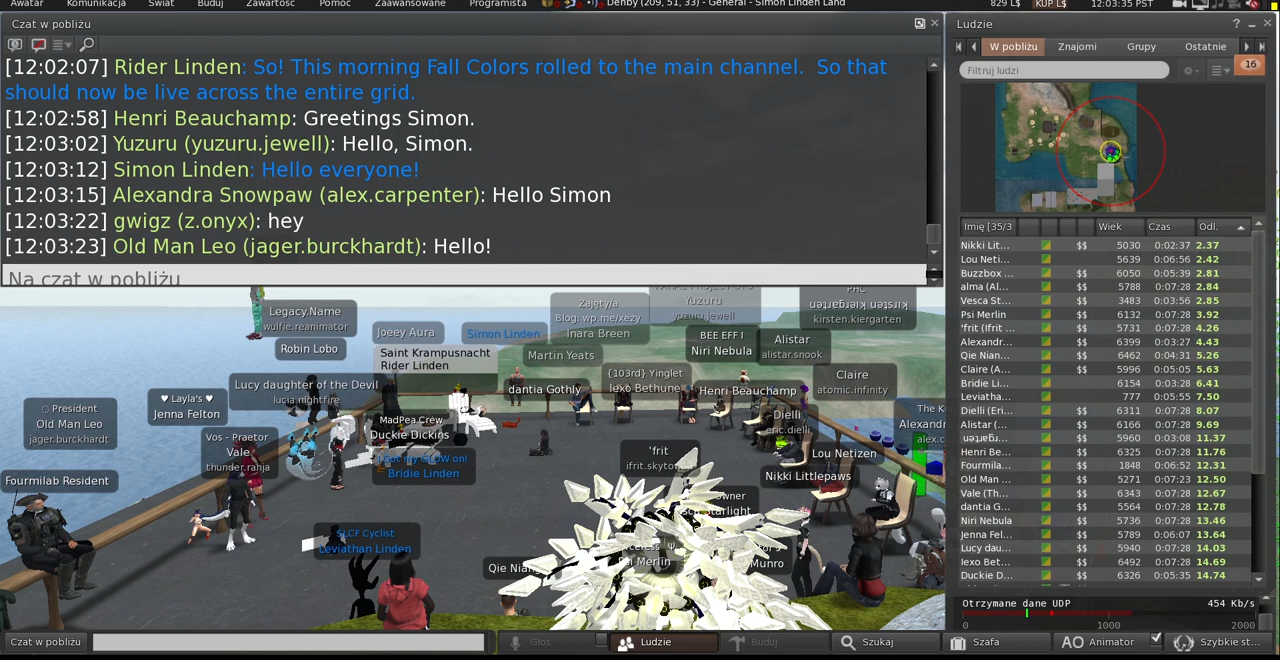 Awatar Komunikacja Świat Buduj Zawartość Pomoc Zaawansowane Programista Denby (209, 51, 33) - General - Simon Linden Land 829 L$ KUP L$ 12:03:35 PST
Czat w pobliżu
[12:02:07] Rider Linden: So! This morning Fall Colors rolled to the main channel. So that
should now be live across the entire grid.
[12:02:58] Henri Beauchamp: Greetings Simon.
[12:03:02] Yuzuru (yuzuru.jewell): Hello, Simon.
[12:03:12] Simon Linden: Hello everyone!
[12:03:15] Alexandra Snowpaw (alex.carpenter): Hello Simon
[12:03:22] gwigz (z.onyx): hey
[12:03:23] Old Man Leo (jager.burckhardt): Hello!
Na czat w pobliżu
Legacy.Name
wulfie.reanimator
Robin Lobo
Joeey Aura
Simon Linden
Zajęty/a
Blog: wp.me/xezy
Inara Breen
Yuzuru
yuzuru.jewell
kirsten.kiergarten
Saint Krampusnacht
Rider Linden
Martin Yeats
BEE EFF I
Niri Nebula
Alistar
alistar.snook
Lucy daughter of the Devil
lucia.nightfire
dantia Gothly
{103rd} Yinglet
Iexo Bethune
Henri Beauchamp
Claire
atomic.infinity
President
Old Man Leo
jager.burckhardt
♥ Layla's ♥
Jenna Felton
MadPea Crew
Duckie Dickins
Dielli
eric.dielli
The K
Alexandr
alex.c
Vos - Praetor
Vale
thunder.rahja
Bridie Linden
'frit
ifrit.skyton
Lou Netizen
Nikki Littlepaws
Fourmilab Resident
SLCF Cyclist
Leviathan Linden
Qie Nian
Munro
Czat w pobliżu Głos Ludzie Buduj Szukaj Szafa AO Animator Szybkie st...
Ludzie
W pobliżu Znajomi Grupy Ostatnie
Filtruj ludzi 16
Imię [35/3 Wiek Czas Odl.
Nikki Lit... $$ 5030 0:02:37 2.37
Lou Neti... 5639 0:06:56 2.42
Buzzbox ... $$ 6050 0:05:39 2.81
alma (Al... $$ 5788 0:07:28 2.84
Vesca St... $$ 3483 0:03:56 2.85
Psi Merlin $$ 6132 0:07:28 3.92
'frit (Ifrit ... $$ 5731 0:07:28 4.26
Alexandr... $$ 6399 0:03:27 4.43
Qie Nian... $$ 6462 0:04:31 5.26
Claire (A... $$ 5996 0:05:05 5.63
Bridie Li... 6154 0:03:28 6.41
Leviatha... 777 0:05:55 7.50
Dielli (Eri... $$ 6311 0:07:28 8.07
Alistar (... $$ 6166 0:07:28 9.69
$$ 5960 0:03:08 11.37
Henri Be... $$ 6325 0:07:28 11.76
Fourmila... $$ 1848 0:06:52 12.31
Old Man ... $$ 5271 0:07:23 12.50
Vale (Th... $$ 6343 0:07:28 12.67
dantia G... $$ 5564 0:07:28 12.78
Niri Nebula $$ 5736 0:07:28 13.46
Jenna Fel... $$ 5789 0:06:07 13.64
Lucy dau... $$ 5940 0:07:28 14.03
Iexo Bet... $$ 6492 0:07:28 14.69
Duckie D... $$ 6326 0:05:35 14.74
Otrzymane dane UDP 454 Kb/s
0 1000 2000